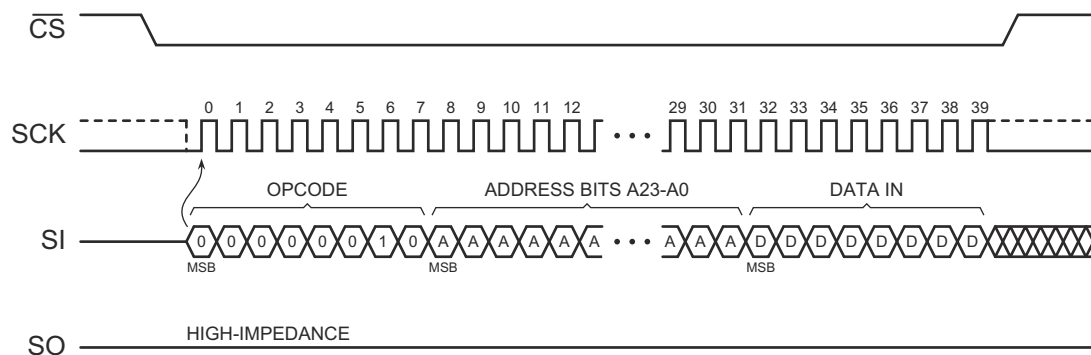 CS
SCK 0 1 2 3 4 5 6 7 8 9 10 11 12 29 30 31 32 33 34 35 36 37 38 39
OPCODE ADDRESS BITS A23-A0 DATA IN
SI 0 0 0 0 0 0 1 0 A A A A A A • • • A A A D D D D D D D D
MSB MSB MSB
HIGH-IMPEDANCE
SO